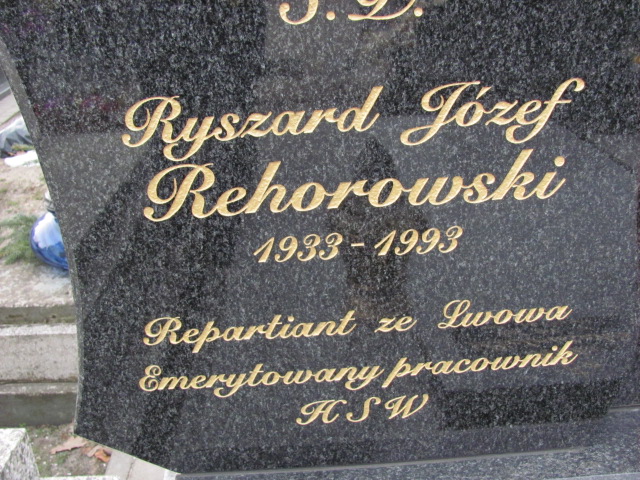 Ś.P.
Ryszard Józef
Rehorowski
1933-1993
Repartiant ze Lwowa
Emerytowany pracownik
HSW